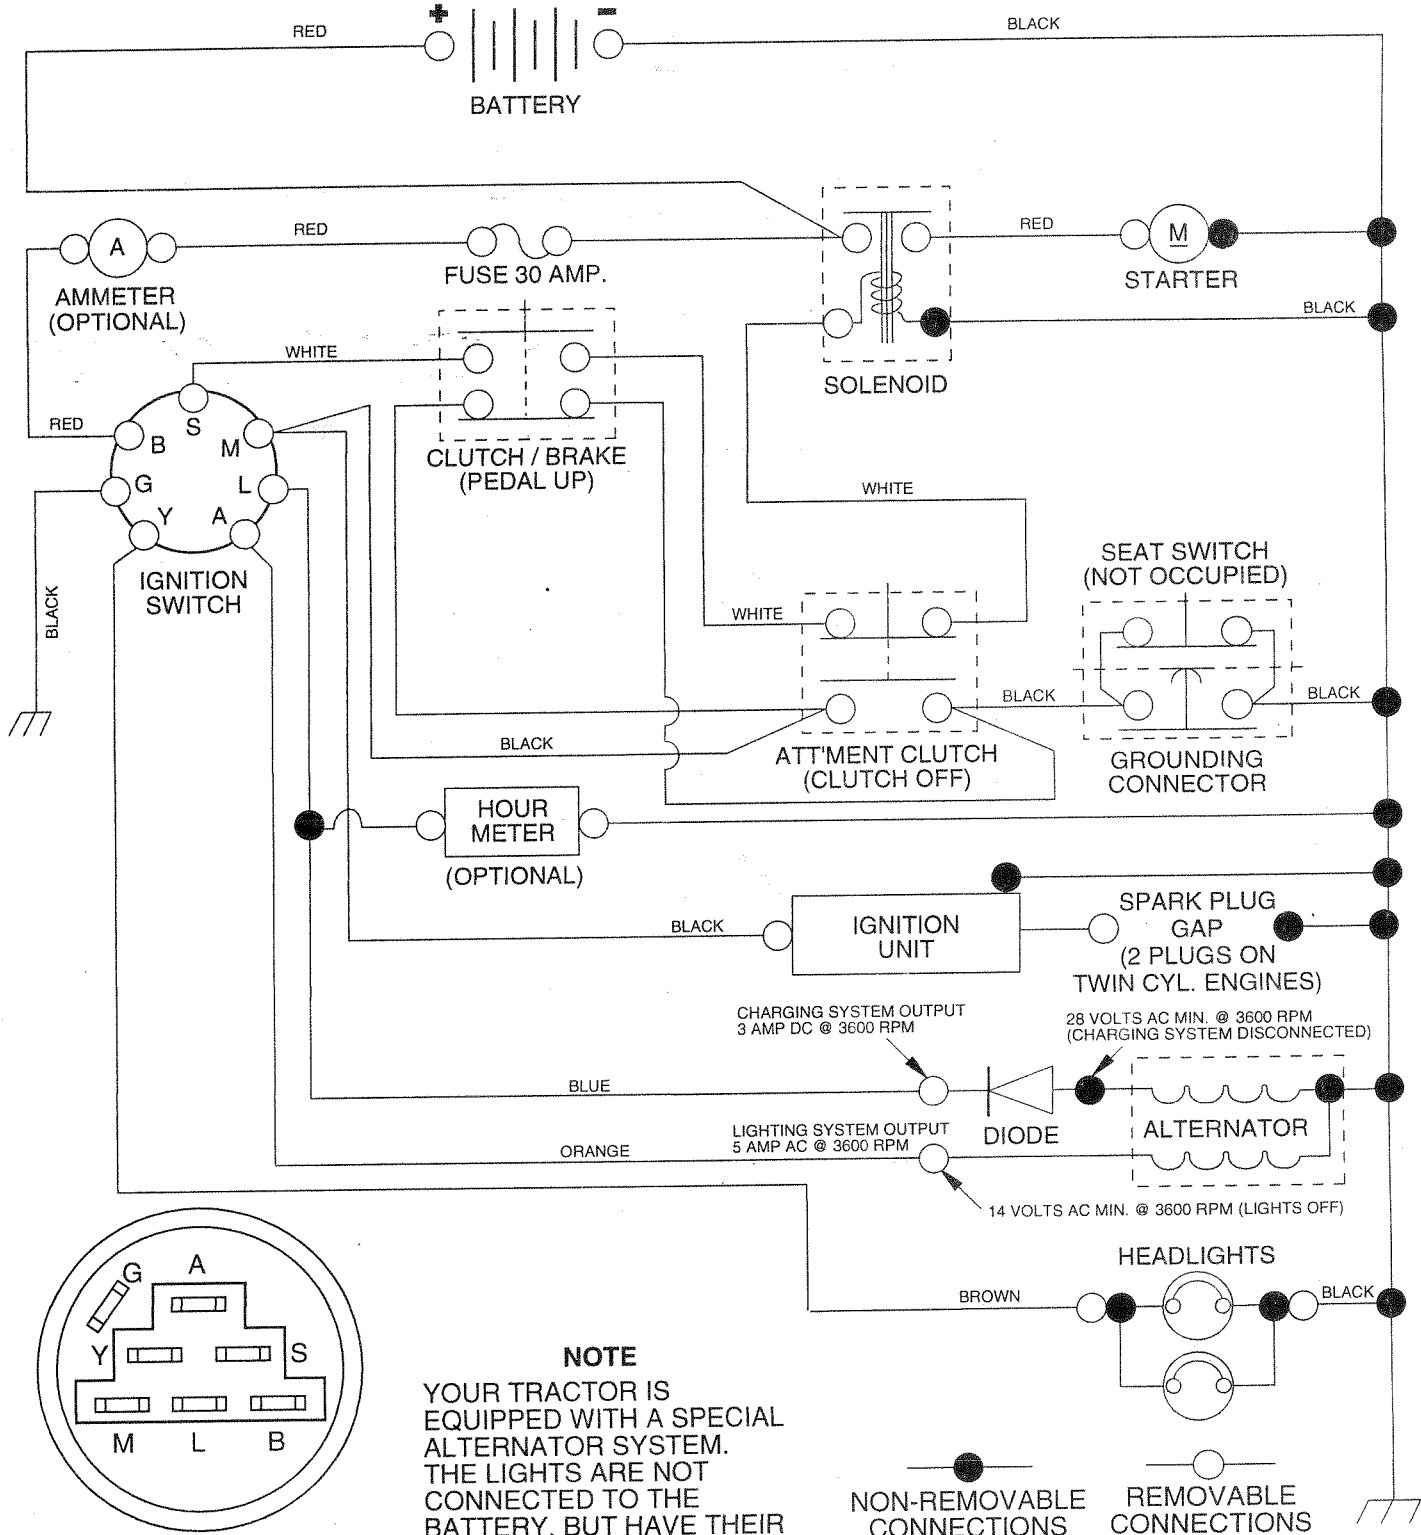 +
-
RED
BLACK
BATTERY
A
RED
RED
M
FUSE 30 AMP.
STARTER
AMMETER
(OPTIONAL)
BLACK
WHITE
SOLENOID
RED
S
B
M
CLUTCH / BRAKE
(PEDAL UP)
G
L
WHITE
Y
A
IGNITION
SWITCH
BLACK
SEAT SWITCH
(NOT OCCUPIED)
WHITE
BLACK
BLACK
BLACK
ATT'MENT CLUTCH
(CLUTCH OFF)
GROUNDING
CONNECTOR
HOUR
METER
(OPTIONAL)
BLACK
IGNITION
UNIT
SPARK PLUG
GAP
(2 PLUGS ON
TWIN CYL. ENGINES)
CHARGING SYSTEM OUTPUT
3 AMP DC @ 3600 RPM
28 VOLTS AC MIN. @ 3600 RPM
(CHARGING SYSTEM DISCONNECTED)
BLUE
DIODE
ALTERNATOR
LIGHTING SYSTEM OUTPUT
5 AMP AC @ 3600 RPM
ORANGE
14 VOLTS AC MIN. @ 3600 RPM (LIGHTS OFF)
HEADLIGHTS
BROWN
BLACK
G
A
Y
S
M
L
B
NOTE
YOUR TRACTOR IS
EQUIPPED WITH A SPECIAL
ALTERNATOR SYSTEM.
THE LIGHTS ARE NOT
CONNECTED TO THE
BATTERY, BUT HAVE THEIR
NON-REMOVABLE
CONNECTIONS
REMOVABLE
CONNECTIONS